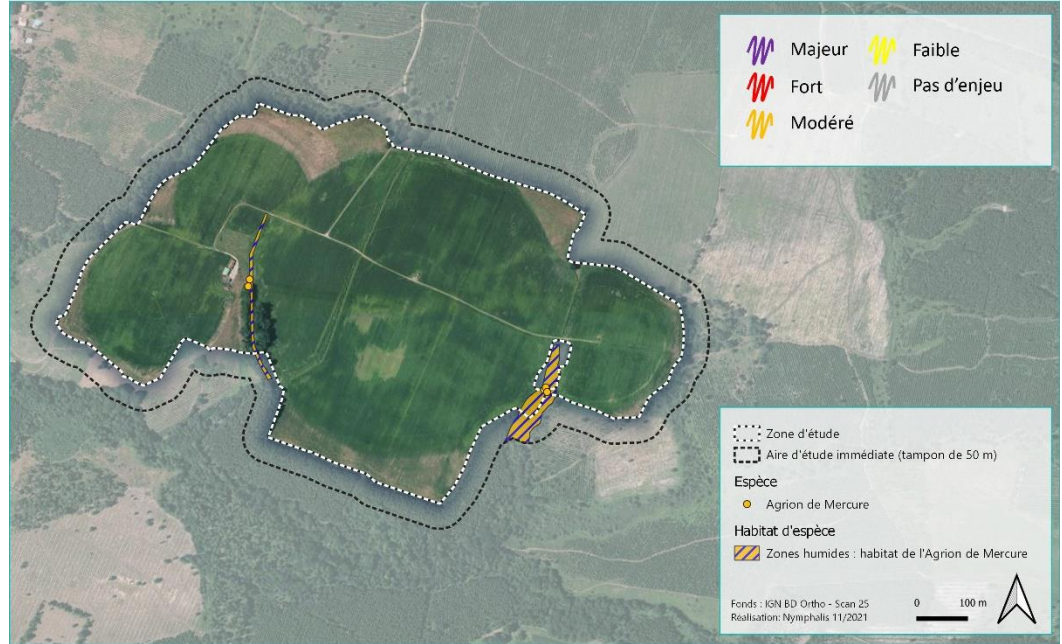 Majeur Faible
Fort Pas d'enjeu
Modéré
Zone d'étude
Aire d'étude immédiate (tampon de 50 m)
Espèce
Agrion de Mercure
Habitat d'espèce
Zones humides : habitat de l'Agrion de Mercure
Fonds : IGN BD Ortho - Scan 25
Realisation: Nymphalis 11/2021
0 100 m